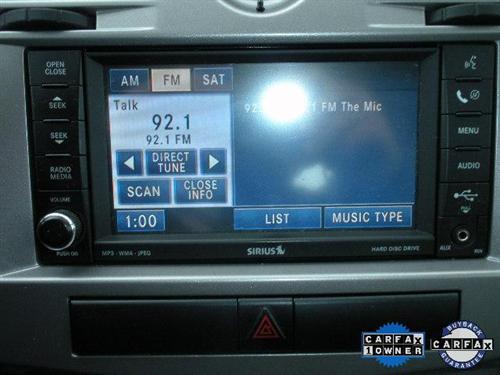 OPEN
CLOSE
SEEK
SEEK
RADIO
MEDIA
VOLUME
PUSH ON
AM
FM
SAT
Talk
92.1
92.1 FM
DIRECT
TUNE
SCAN
CLOSE
INFO
1:00
FM The Mic
LIST
MUSIC TYPE
MP3 - WMA - JPEG
SIRIUS
HARD DISC DRIVE
MENU
AUDIO
AUX
CARFAX
1 OWNER
BUYBACK
CARFAX
GUARANTEE